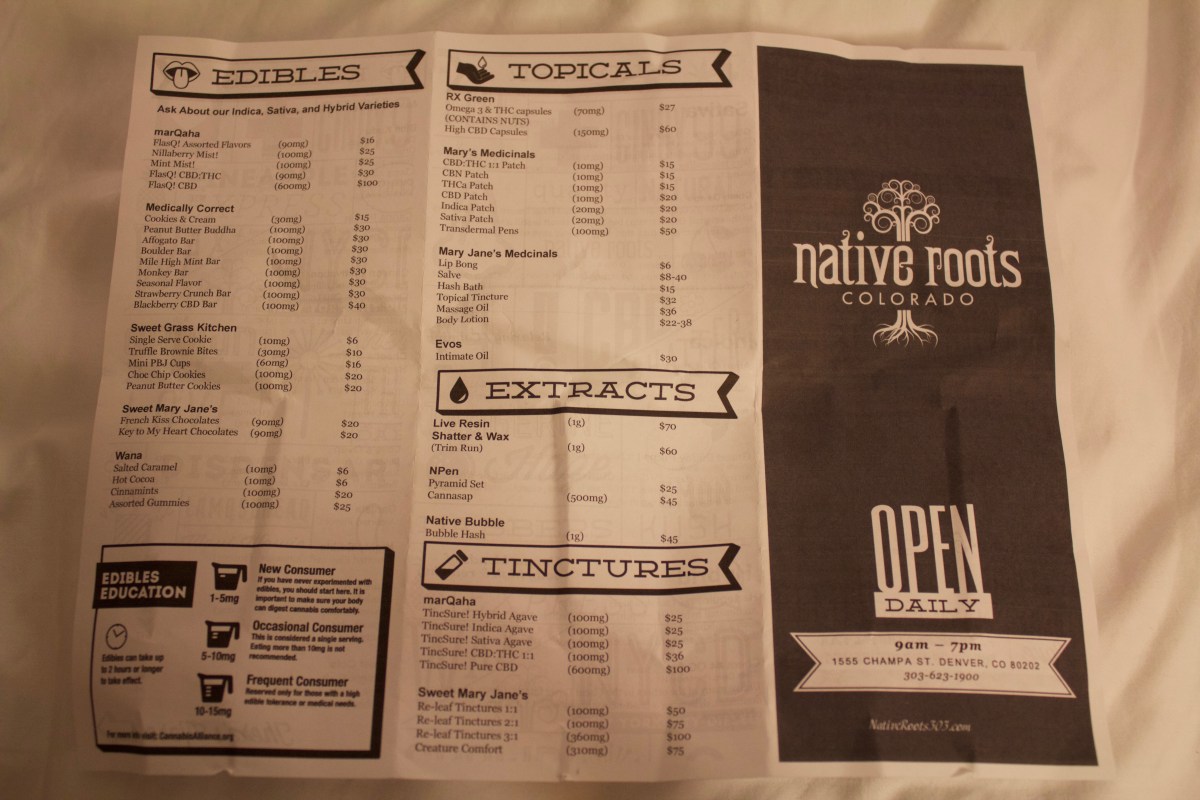 EDIBLES
Ask About our Indica, Sativa, and Hybrid Varieties
marQaha
FlasQ! Assorted Flavors (90mg) $16
Nillaberry Mist! (100mg) $25
Mint Mist! (100mg) $25
FlasQ! CBD:THC (90mg) $30
FlasQ! CBD (600mg) $100
Medically Correct
Cookies & Cream (30mg) $15
Peanut Butter Buddha (100mg) $30
Affogato Bar (100mg) $30
Boulder Bar (100mg) $30
Mile High Mint Bar (100mg) $30
Monkey Bar (100mg) $30
Seasonal Flavor (100mg) $30
Strawberry Crunch Bar (100mg) $30
Blackberry CBD Bar (100mg) $40
Sweet Grass Kitchen
Single Serve Cookie (10mg) $6
Truffle Brownie Bites (30mg) $10
Mini PBJ Cups (60mg) $16
Choc Chip Cookies (100mg) $20
Peanut Butter Cookies (100mg) $20
Sweet Mary Jane's
French Kiss Chocolates (90mg) $20
Key to My Heart Chocolates (90mg) $20
Wana
Salted Caramel (10mg) $6
Hot Cocoa (10mg) $6
Cinnamints (100mg) $20
Assorted Gummies (100mg) $25
EDIBLES
EDUCATION
Edibles can take up
to 2 hours or longer
to take effect.
1-5mg
New Consumer
If you have never experimented with
edibles, you should start here. It is
important to make sure your body
can digest cannabis comfortably.
5-10mg
Occasional Consumer
This is considered a single serving.
Eating more than 10mg is not
recommended.
10-15mg
Frequent Consumer
Reserved only for those with a high
edible tolerance or medical needs.
For more info visit: CannabisAlliance.org
TOPICALS
RX Green
Omega 3 & THC capsules (70mg) $27
(CONTAINS NUTS)
High CBD Capsules (150mg) $60
Mary's Medicinals
CBD:THC 1:1 Patch (10mg) $15
CBN Patch (10mg) $15
THCa Patch (10mg) $15
CBD Patch (10mg) $20
Indica Patch (20mg) $20
Sativa Patch (20mg) $20
Transdermal Pens (100mg) $50
Mary Jane's Medcinals
Lip Bong $6
Salve $8-40
Hash Bath $15
Topical Tincture $32
Massage Oil $36
Body Lotion $22-38
Evos
Intimate Oil $30
EXTRACTS
Live Resin (1g) $70
Shatter & Wax
(Trim Run) (1g) $60
NPen
Pyramid Set $25
Cannasap (500mg) $45
Native Bubble
Bubble Hash (1g) $45
TINCTURES
marQaha
TincSure! Hybrid Agave (100mg) $25
TincSure! Indica Agave (100mg) $25
TincSure! Sativa Agave (100mg) $25
TincSure! CBD:THC 1:1 (100mg) $36
TincSure! Pure CBD (600mg) $100
Sweet Mary Jane's
Re-leaf Tinctures 1:1 (100mg) $50
Re-leaf Tinctures 2:1 (100mg) $75
Re-leaf Tinctures 3:1 (360mg) $100
Creature Comfort (310mg) $75
native roots
COLORADO
OPEN
DAILY
9am – 7pm
1555 CHAMPA ST. DENVER, CO 80202
303-623-1900
NativeRoots303.com